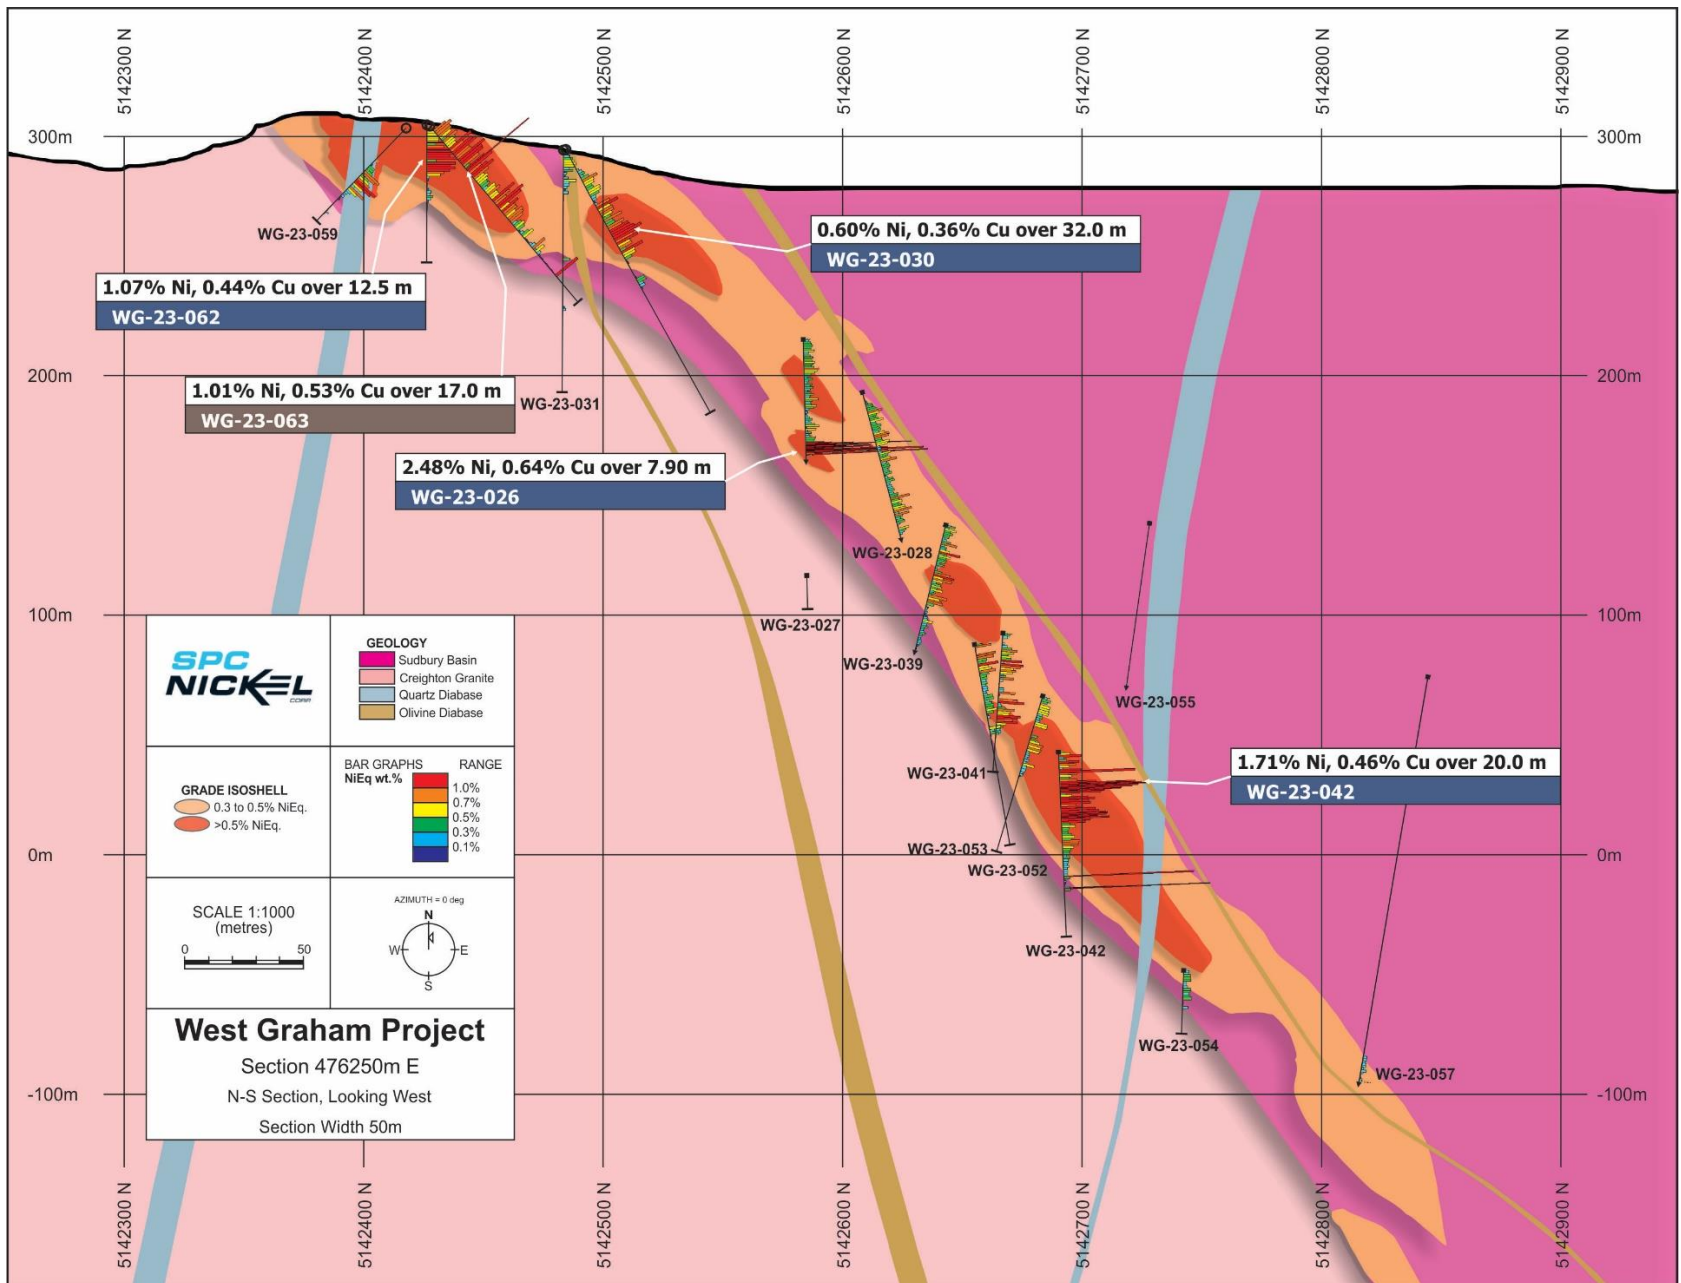 5142300 N
5142400 N
5142500 N
5142600 N
5142700 N
5142800 N
5142900 N
300m
300m
WG-23-059
0.60% Ni, 0.36% Cu over 32.0 m
WG-23-030
1.07% Ni, 0.44% Cu over 12.5 m
WG-23-062
200m
200m
1.01% Ni, 0.53% Cu over 17.0 m
WG-23-063
WG-23-031
2.48% Ni, 0.64% Cu over 7.90 m
WG-23-026
WG-23-028
100m
100m
WG-23-027
WG-23-039
WG-23-055
WG-23-041
1.71% Ni, 0.46% Cu over 20.0 m
WG-23-042
WG-23-053
WG-23-052
0m
0m
WG-23-042
WG-23-054
WG-23-057
-100m
-100m
SPC
NICKEL
CORP
GEOLOGY
Sudbury Basin
Creighton Granite
Quartz Diabase
Olivine Diabase
GRADE ISOSHELL
0.3 to 0.5% NiEq.
>0.5% NiEq.
BAR GRAPHS RANGE
NiEq wt.%
1.0%
0.7%
0.5%
0.3%
0.1%
SCALE 1:1000
(metres)
0 50
AZIMUTH = 0 deg
N
W E
S
West Graham Project
Section 476250m E
N-S Section, Looking West
Section Width 50m
5142300 N
5142400 N
5142500 N
5142600 N
5142700 N
5142800 N
5142900 N